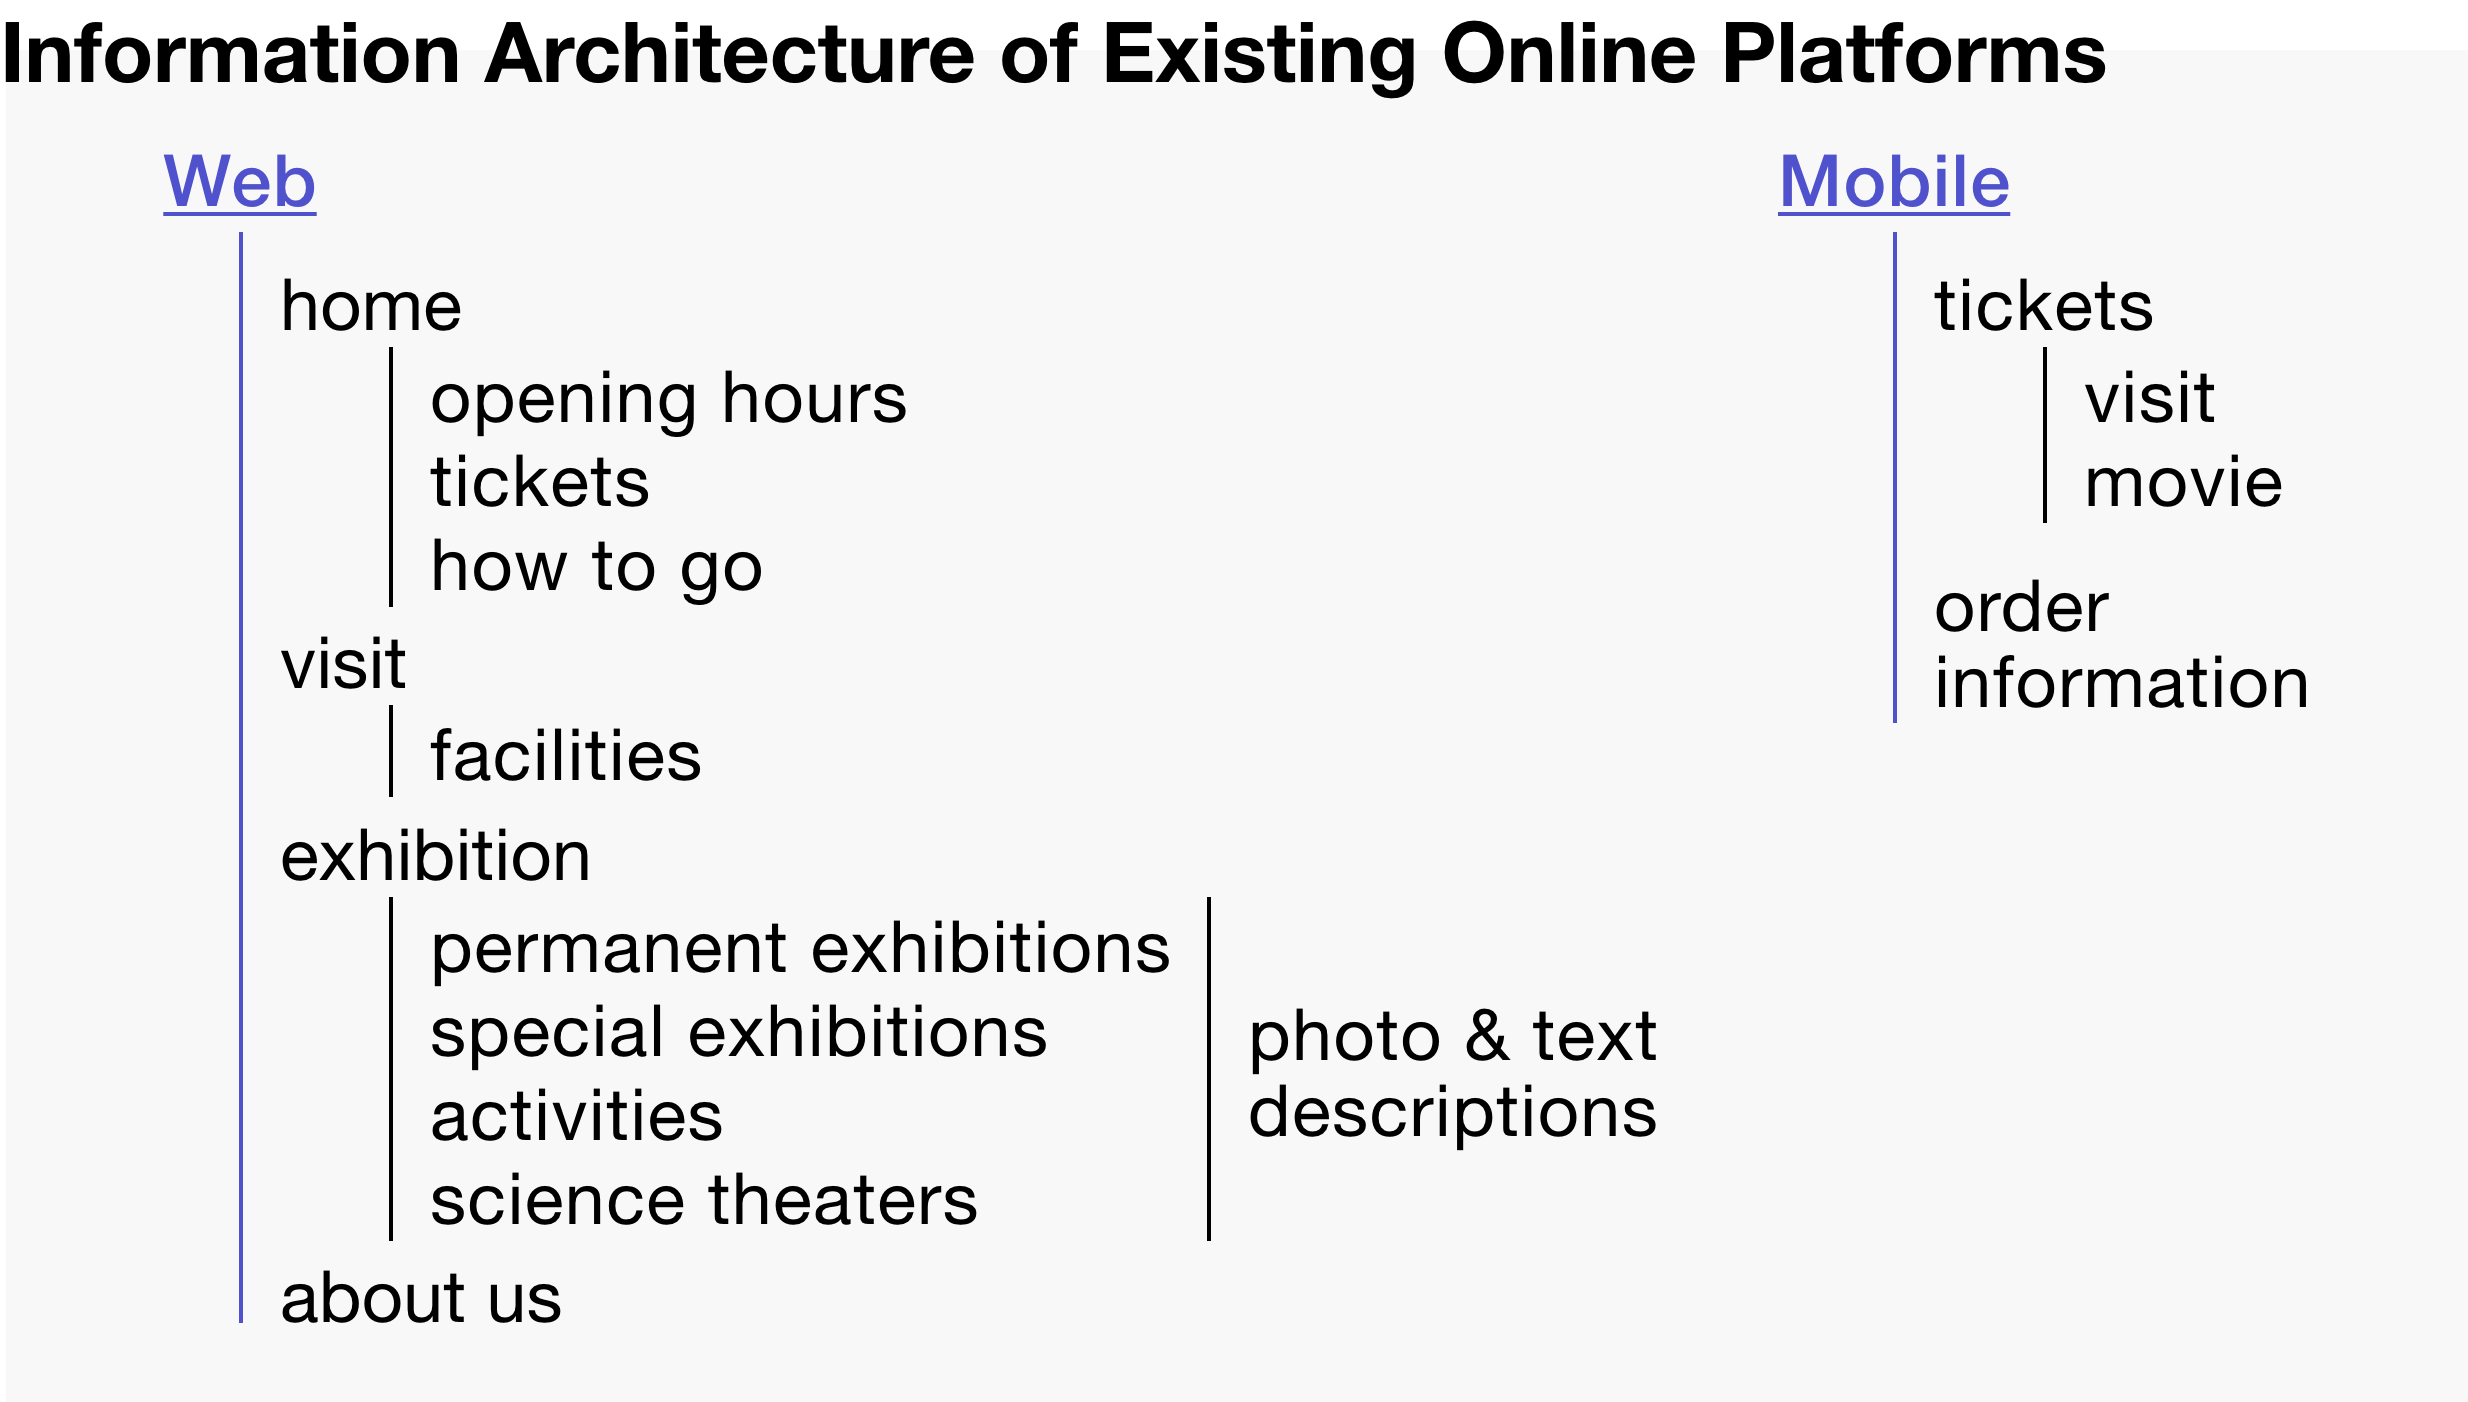 Information Architecture of Existing Online Platforms
Web
home
opening hours
tickets
how to go
visit
facilities
exhibition
permanent exhibitions
special exhibitions
activities
science theaters
photo & text
descriptions
about us
Mobile
tickets
visit
movie
order
information